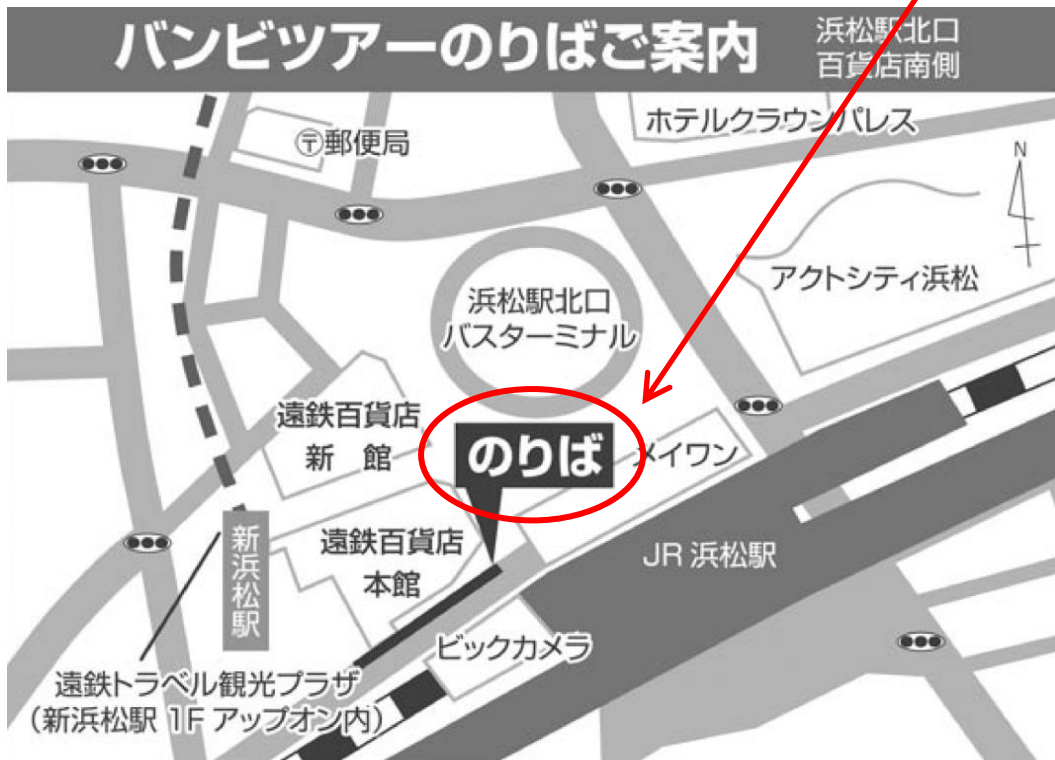 バンビツアーのりばご案内
浜松駅北口
百貨店南側
〒郵便局
ホテルクラウンパレス
N
アクトシティ浜松
浜松駅北口
バスターミナル
遠鉄百貨店
新 館
のりば
メイワン
新浜松駅
遠鉄百貨店
本館
JR 浜松駅
ビックカメラ
遠鉄トラベル観光プラザ
(新浜松駅 1F アップオン内)